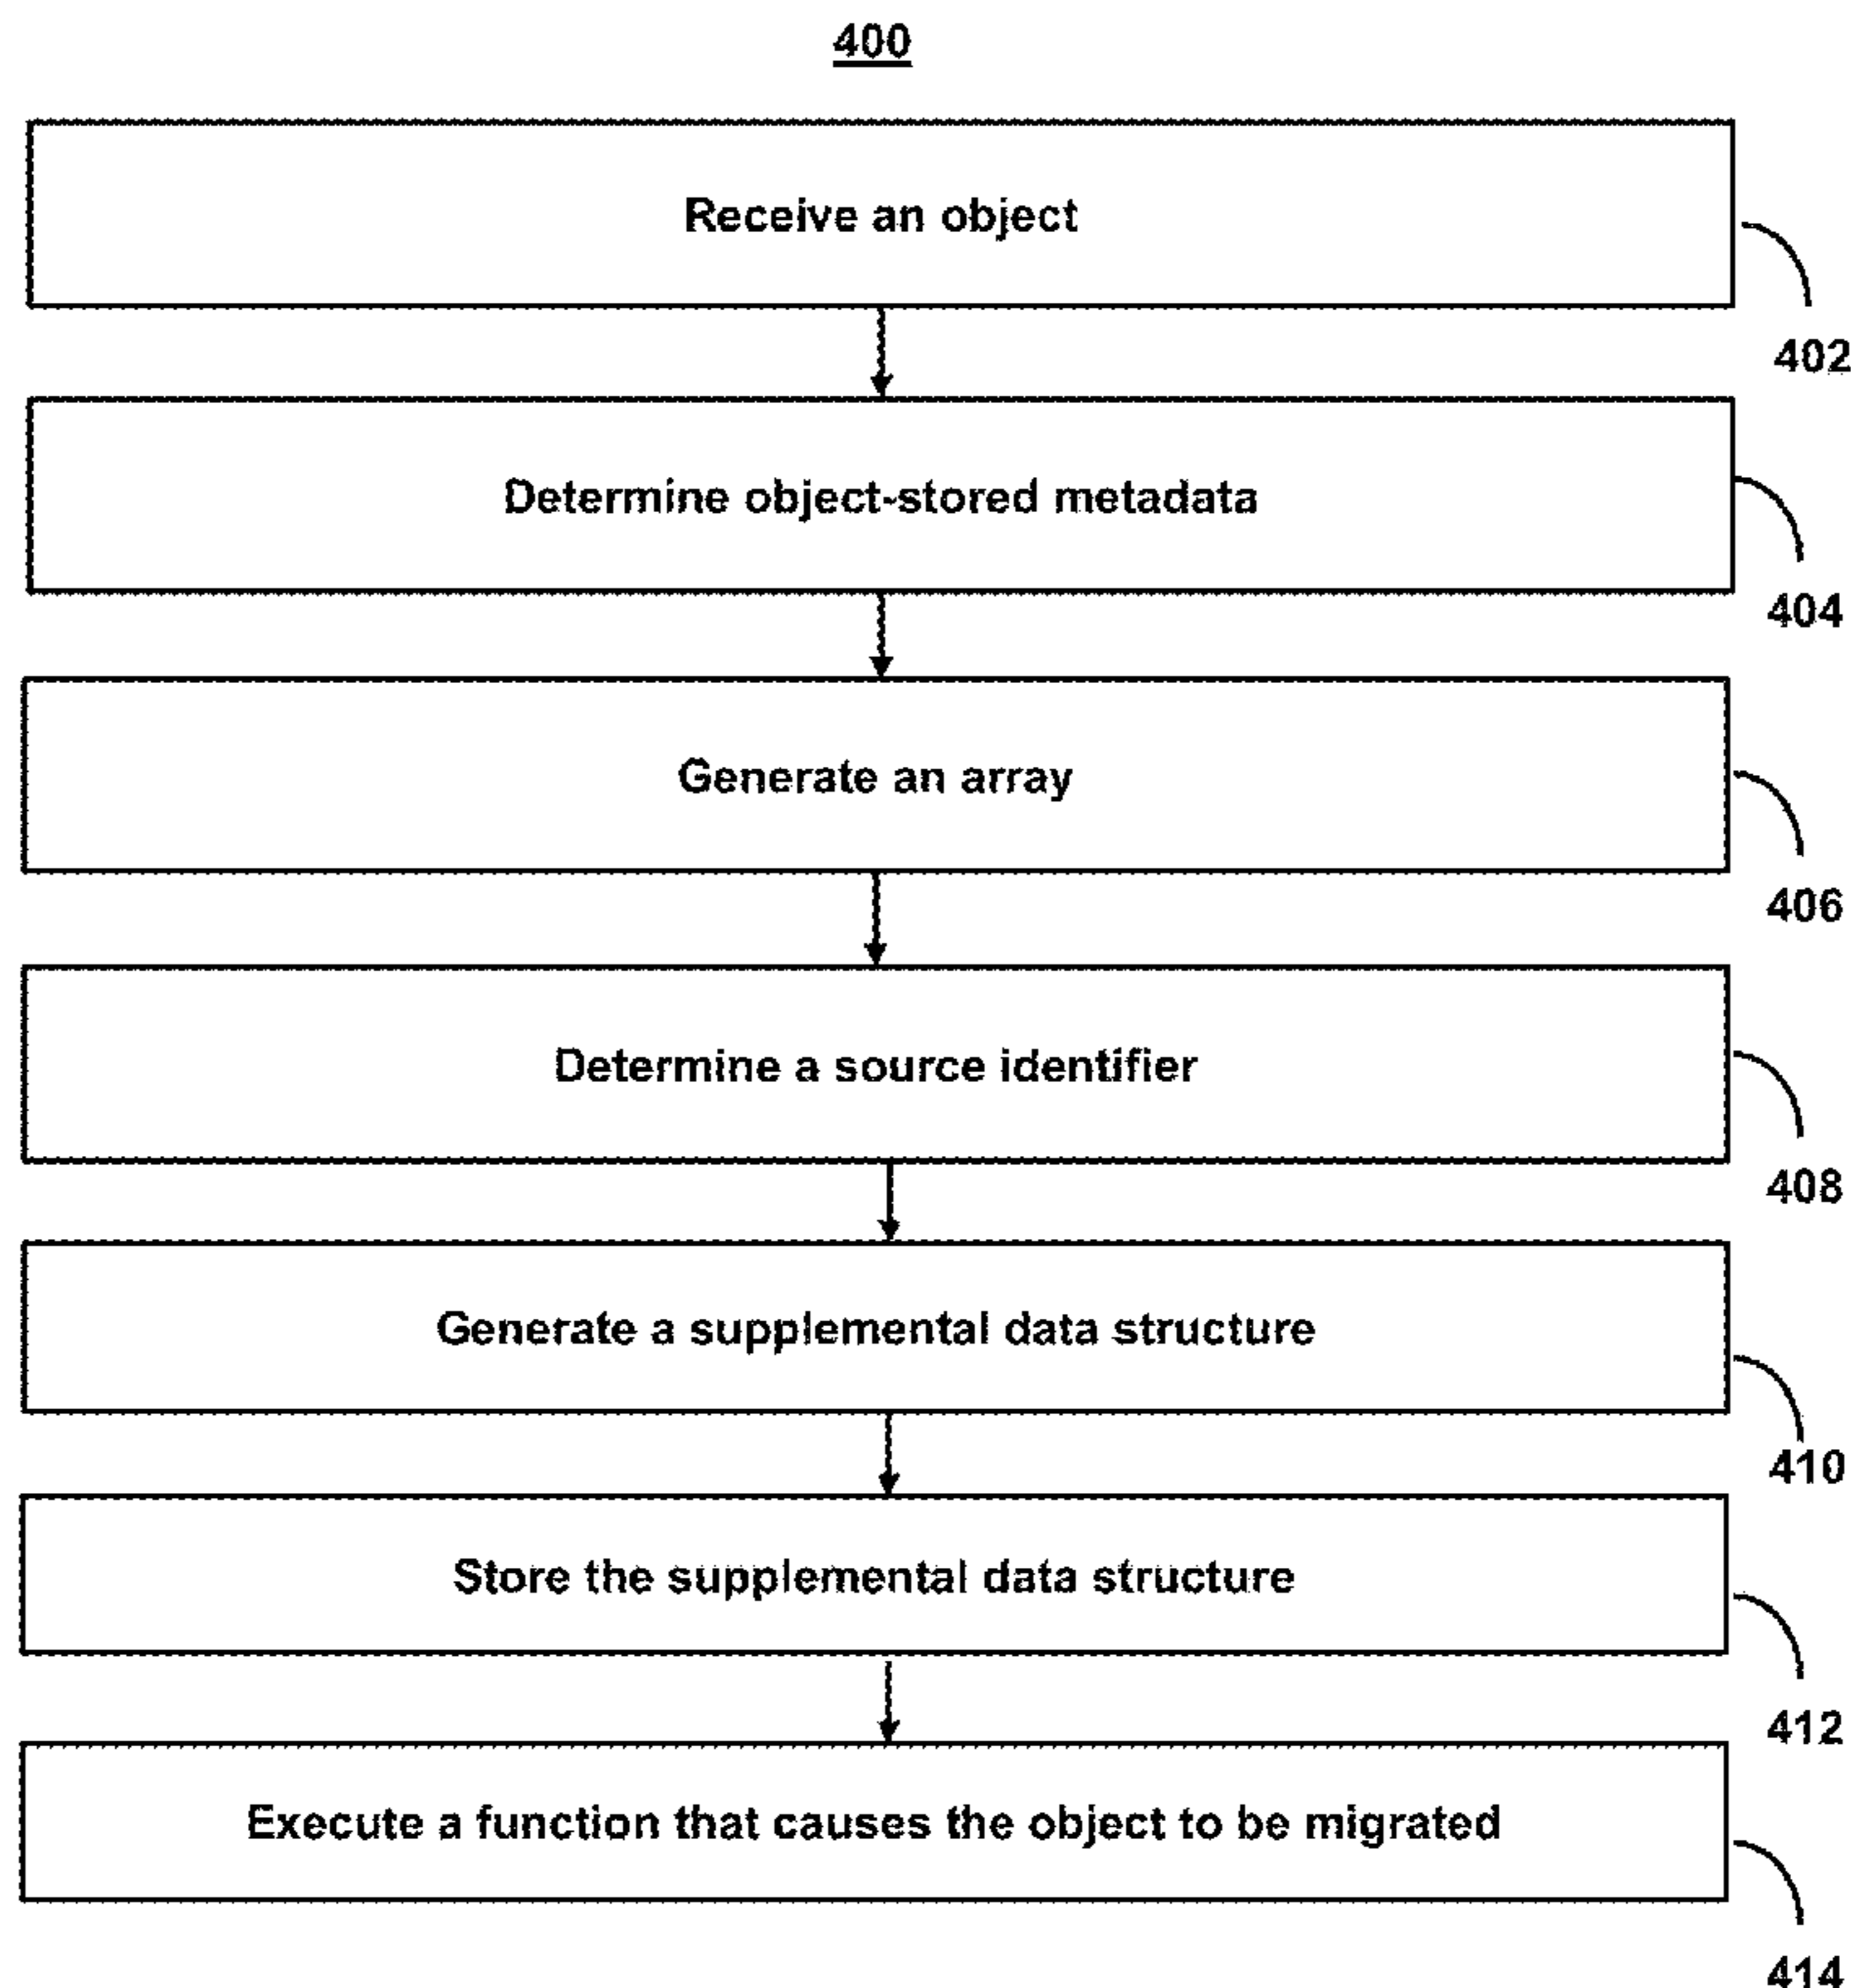 400
Receive an object
402
Determine object-stored metadata
404
Generate an array
406
Determine a source identifier
408
Generate a supplemental data structure
410
Store the supplemental data structure
412
Execute a function that causes the object to be migrated
414